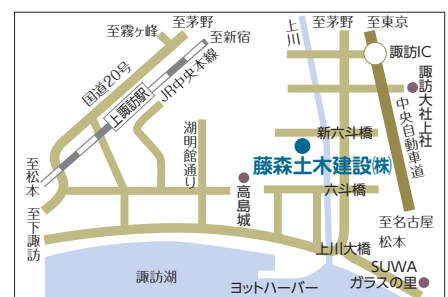 至霧ヶ峰
至茅野
至新宿
上川
至茅野
至東京
諏訪IC
国道20号
上諏訪駅
JR中央本線
諏訪大社上社
中央自動車道
湖明館通り
新六斗橋
藤森土木建設㈱
至松本
高島城
六斗橋
至下諏訪
至名古屋
松本
上川大橋
SUWA
ガラスの里
諏訪湖
ヨットハーバー